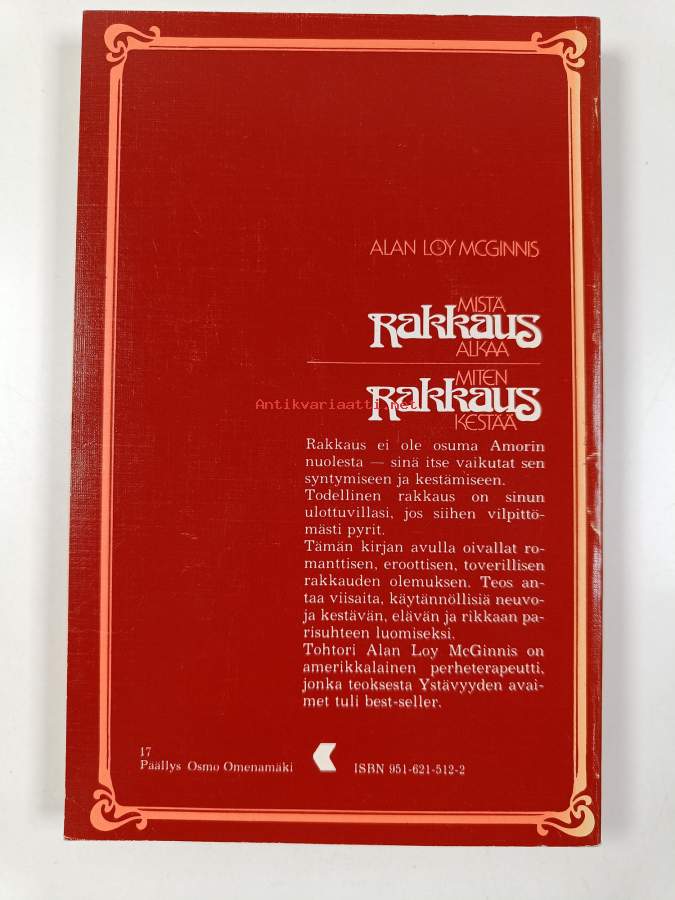 ALAN LOY MCGINNIS
MISTÄ
Rakkaus
ALKAA
MITEN
Rakkaus
Antikvariaatti.net
KESTÄÄ
Rakkaus ei ole osuma Amorin
nuolesta — sinä itse vaikutat sen
syntymiseen ja kestämiseen.
Todellinen rakkaus on sinun
ulottuvillasi, jos siihen vilpittö-
mästi pyrit.
Tämän kirjan avulla oivallat ro-
manttisen, eroottisen, toverillisen
rakkauden olemuksen. Teos an-
taa viisaita, käytännöllisiä neuvo-
ja kestävän, elävän ja rikkaan pa-
risuhteen luomiseksi.
Tohtori Alan Loy McGinnis on
amerikkalainen perheterapeutti,
jonka teoksesta Ystävyyden avai-
met tuli best-seller.
17
Päällys Osmo Omenamäki
ISBN 951-621-512-2